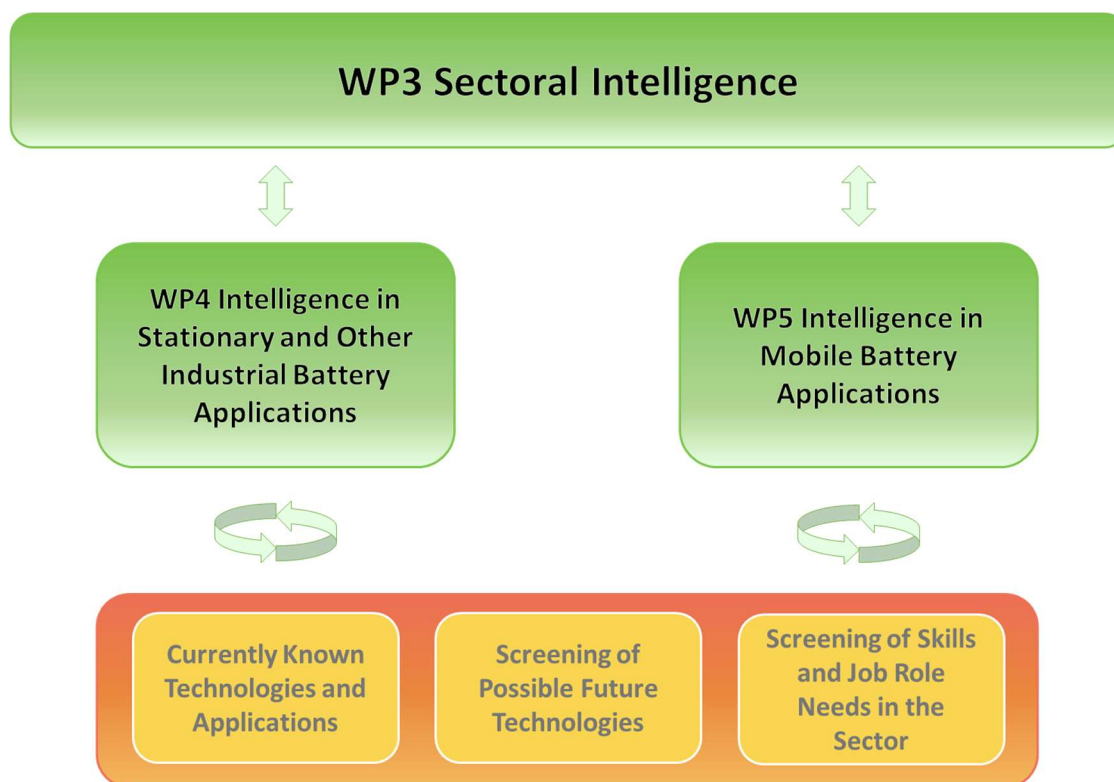 WP3 Sectoral Intelligence
WP4 Intelligence in
Stationary and Other
Industrial Battery
Applications
WP5 Intelligence in
Mobile Battery
Applications
Currently Known
Technologies and
Applications
Screening of
Possible Future
Technologies
Screening of Skills
and Job Role
Needs in the
Sector